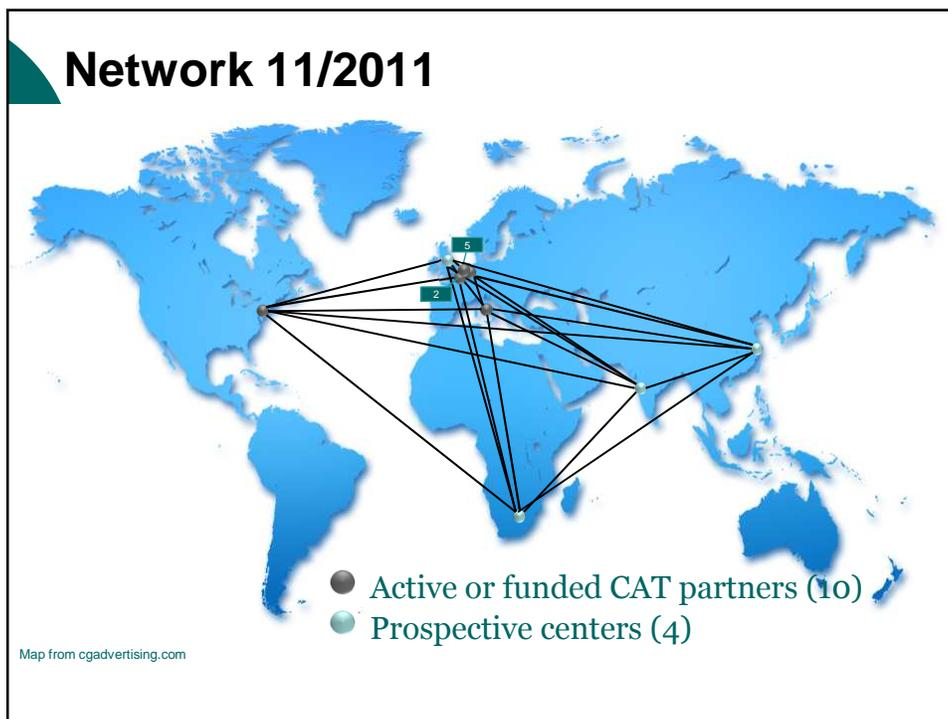 Network 11/2011
5
2
Active or funded CAT partners (10)
Prospective centers (4)
Map from cgadvertising.com